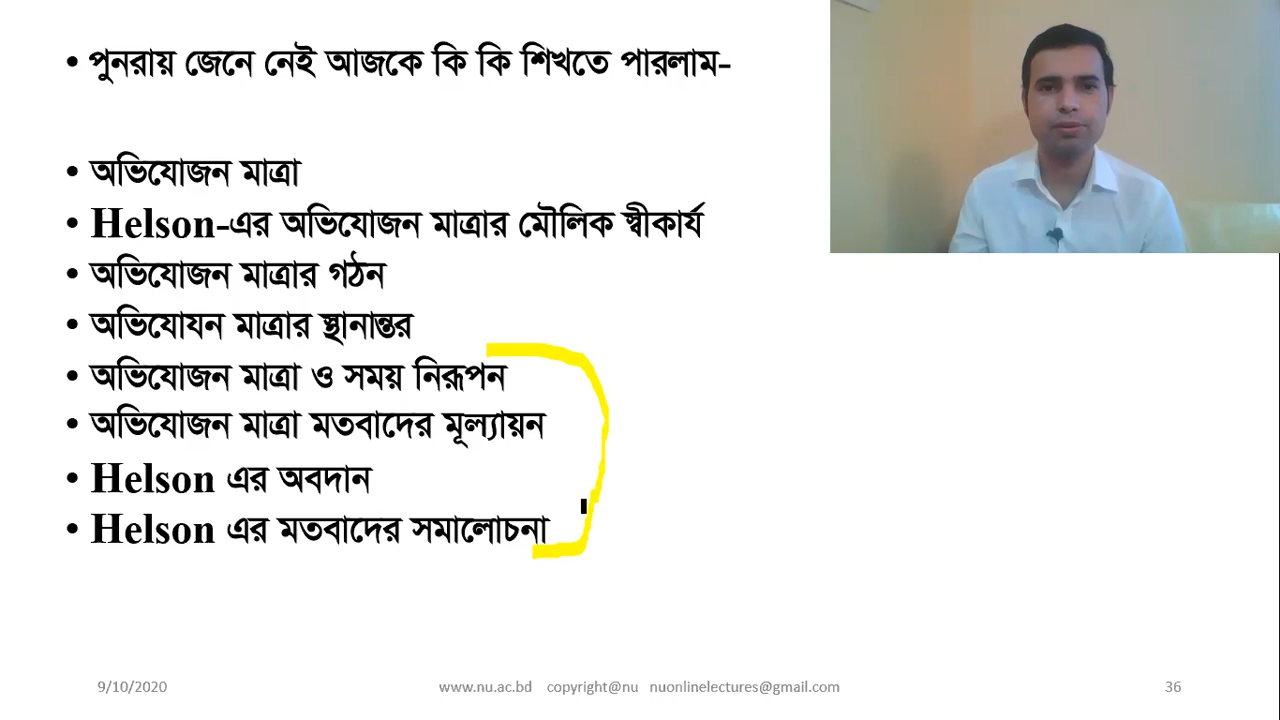 • পুনরায় জেনে নেই আজকে কি কি শিখতে পারলাম-
• অভিযোজন মাত্রা
• Helson-এর অভিযোজন মাত্রার মৌলিক স্বীকার্য
• অভিযোজন মাত্রার গঠন
• অভিযোযন মাত্রার স্থানান্তর
• অভিযোজন মাত্রা ও সময় নিরূপন
• অভিযোজন মাত্রা মতবাদের মূল্যায়ন
• Helson এর অবদান
• Helson এর মতবাদের সমালোচনা
9/10/2020 www.nu.ac.bd copyright@nu nuonlinelectures@gmail.com 36